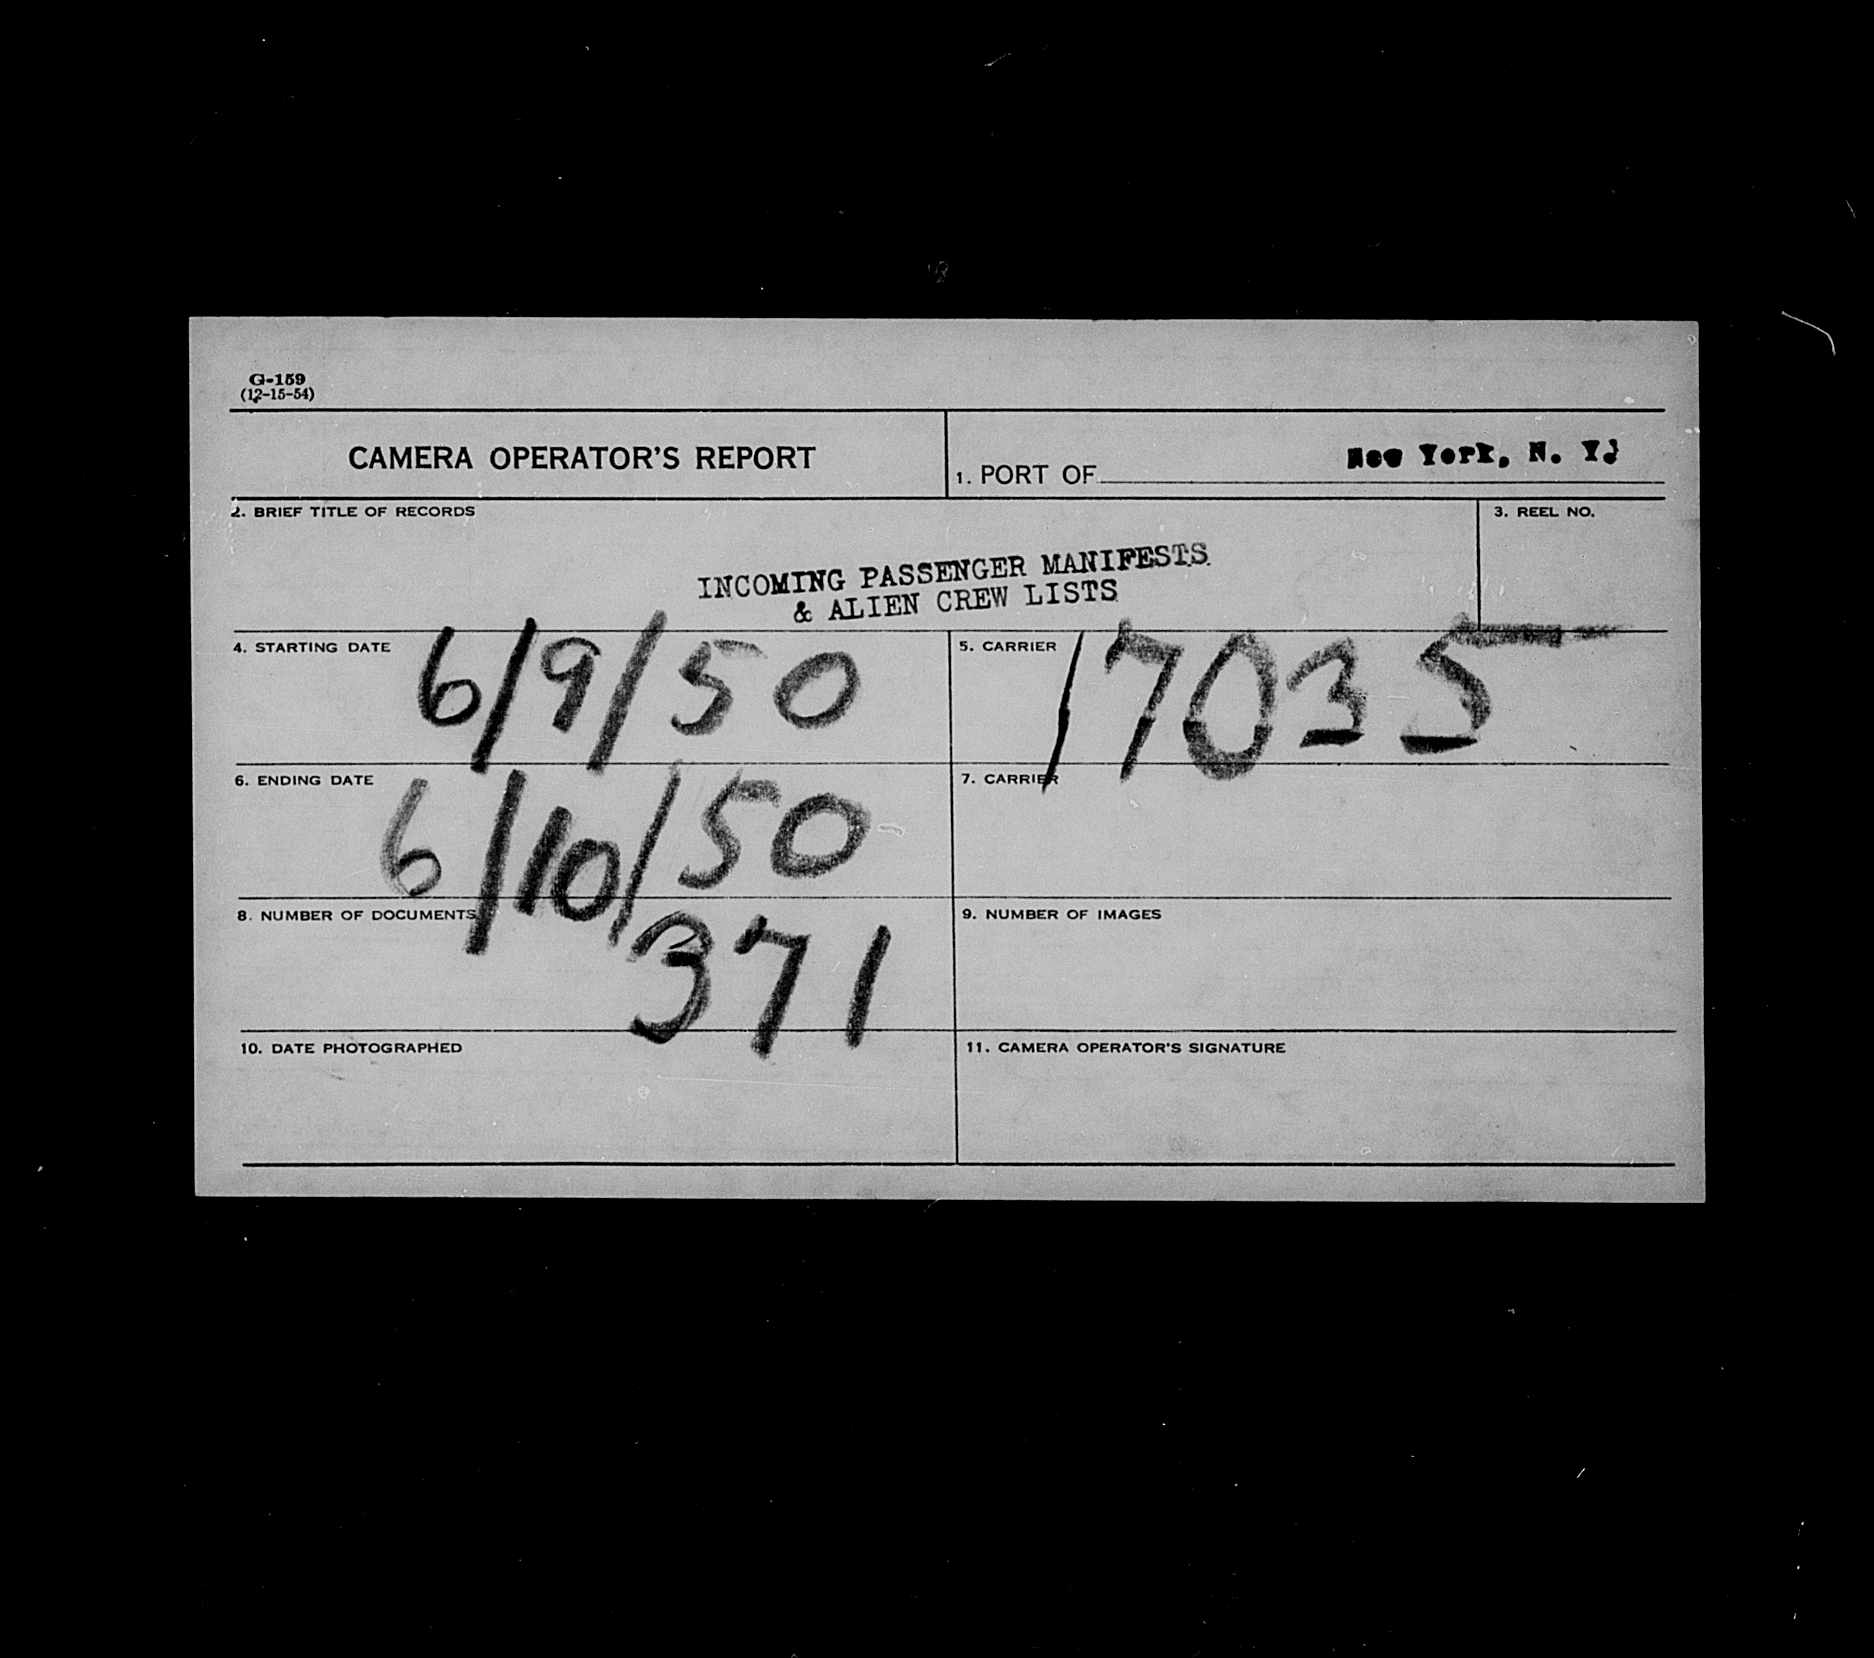 G-159
(12-15-54)
CAMERA OPERATOR'S REPORT
1. PORT OF New York, N. Y.
2. BRIEF TITLE OF RECORDS
3. REEL NO.
INCOMING PASSENGER MANIFESTS
& ALIEN CREW LISTS
4. STARTING DATE 6/9/50
5. CARRIER 17035
6. ENDING DATE 6/10/50
7. CARRIER
8. NUMBER OF DOCUMENTS 371
9. NUMBER OF IMAGES
10. DATE PHOTOGRAPHED
11. CAMERA OPERATOR'S SIGNATURE